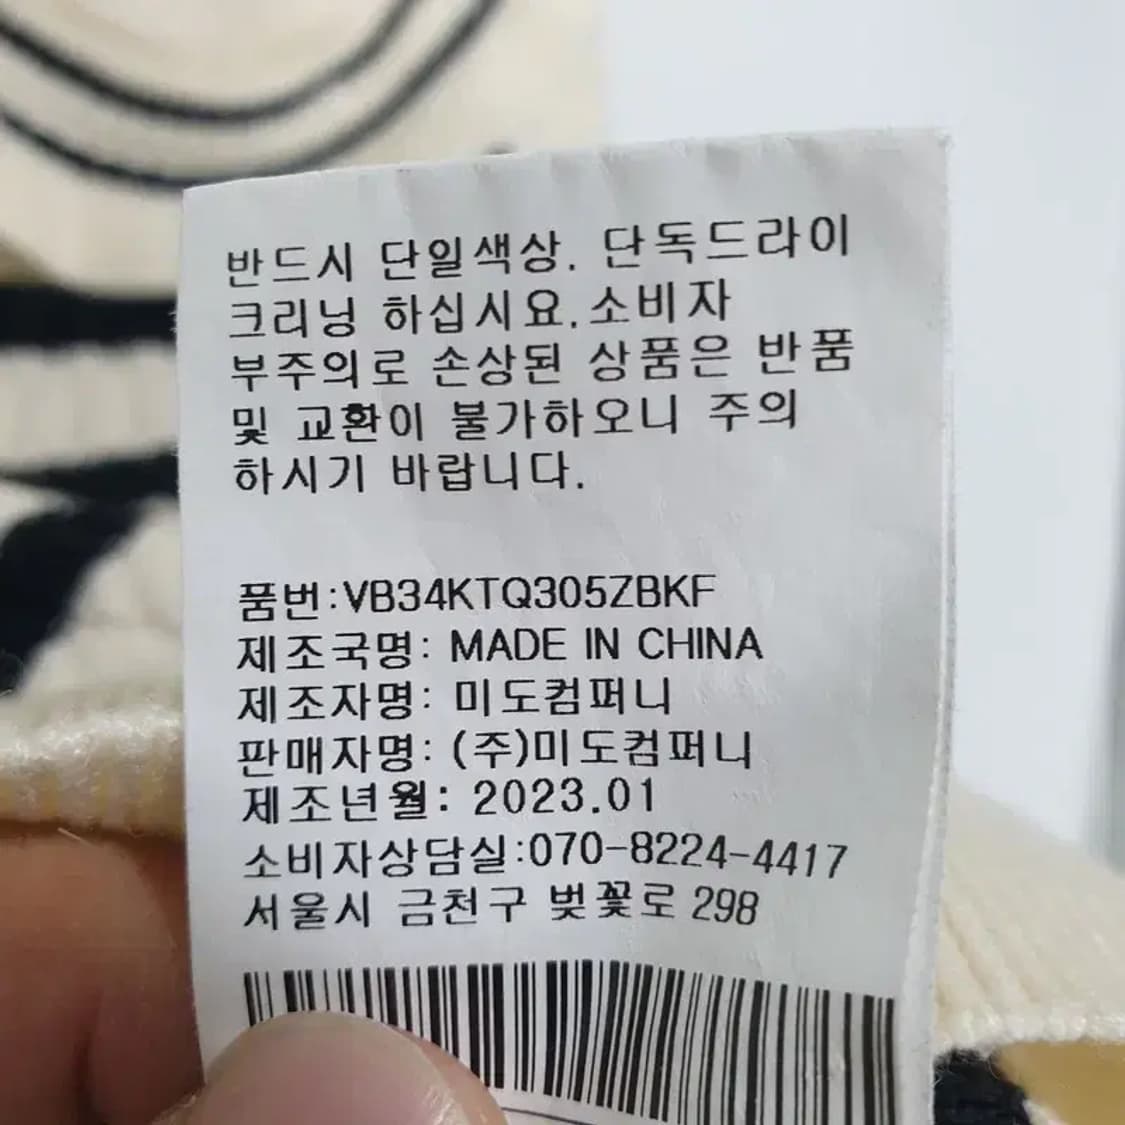 반드시 단일색상. 단독드라이
크리닝 하십시요.소비자
부주의로 손상된 상품은 반품
및 교환이 불가하오니 주의
하시기 바랍니다.
품번:VB34KTQ305ZBKF
제조국명: MADE IN CHINA
제조자명: 미도컴퍼니
판매자명: (주)미도컴퍼니
제조년월: 2023.01
소비자상담실:070-8224-4417
서울시 금천구 벚꽃로 298